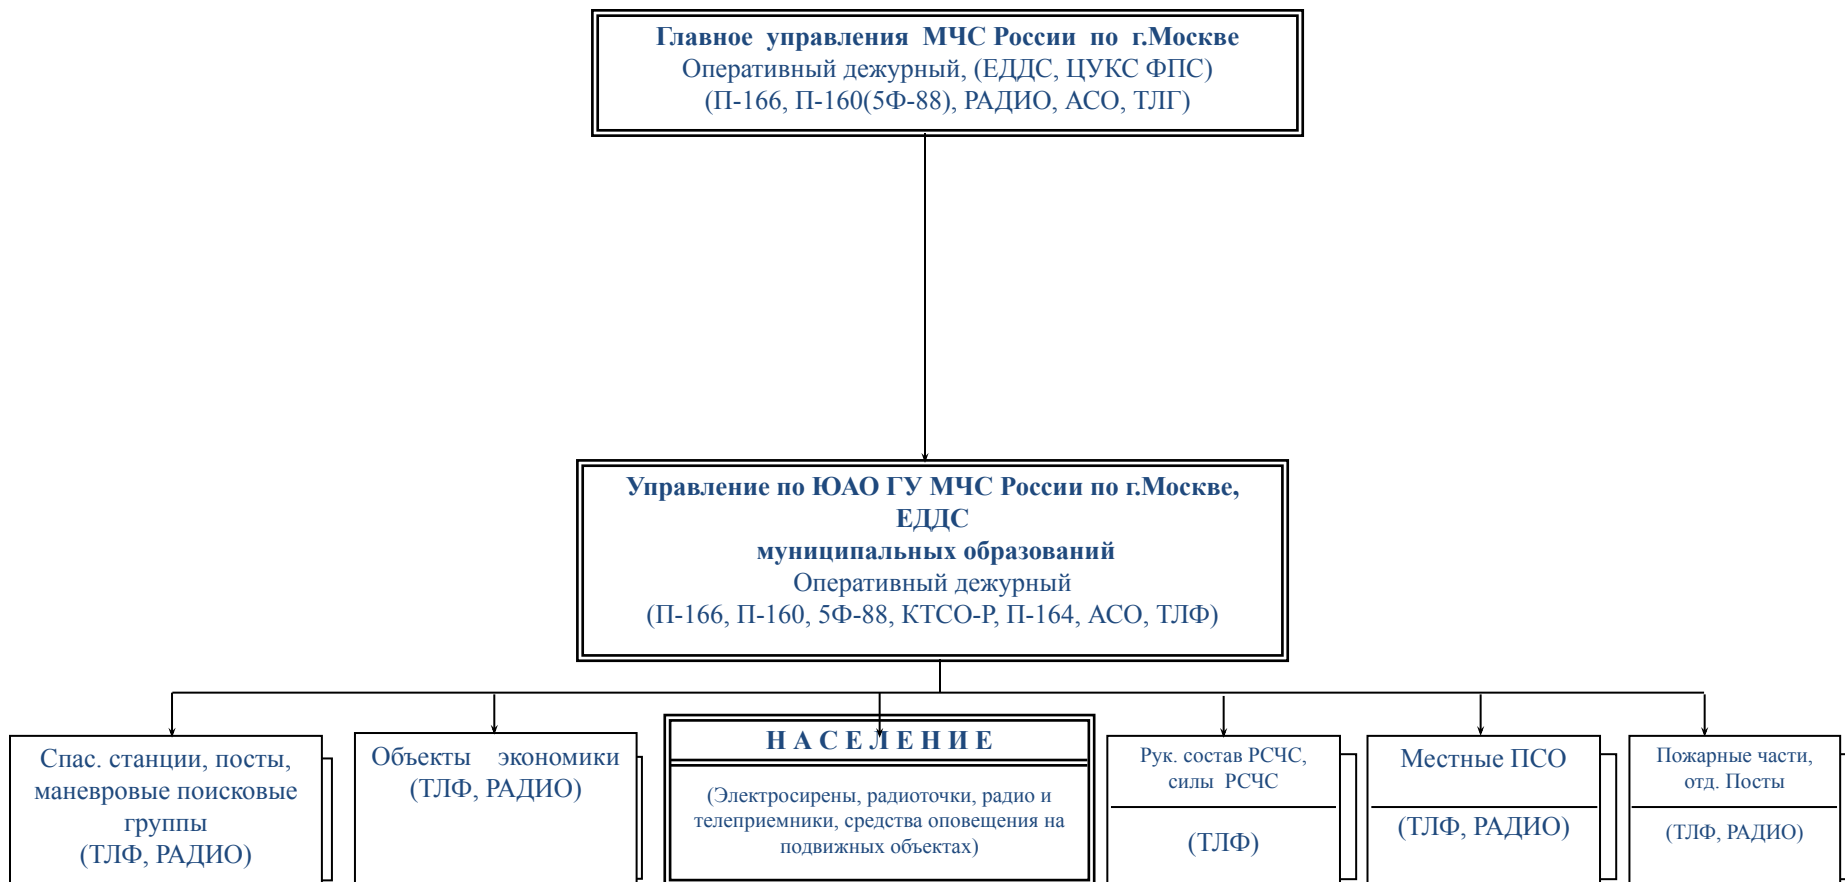 Главное управления МЧС России по г.Москве
Оперативный дежурный, (ЕДДС, ЦУКС ФПС)
(П-166, П-160(5Ф-88), РАДИО, АСО, ТЛГ)
Управление по ЮАО ГУ МЧС России по г.Москве,
ЕДДС
муниципальных образований
Оперативный дежурный
(П-166, П-160, 5Ф-88, КТСО-Р, П-164, АСО, ТЛФ)
Спас. станции, посты,
маневровые поисковые
группы
(ТЛФ, РАДИО)
Объекты экономики
(ТЛФ, РАДИО)
Н А С Е Л Е Н И Е
(Электросирены, радиоточки, радио и
телеприемники, средства оповещения на
подвижных объектах)
Рук. состав РСЧС,
силы РСЧС
(ТЛФ)
Местные ПСО
(ТЛФ, РАДИО)
Пожарные части,
отд. Посты
(ТЛФ, РАДИО)